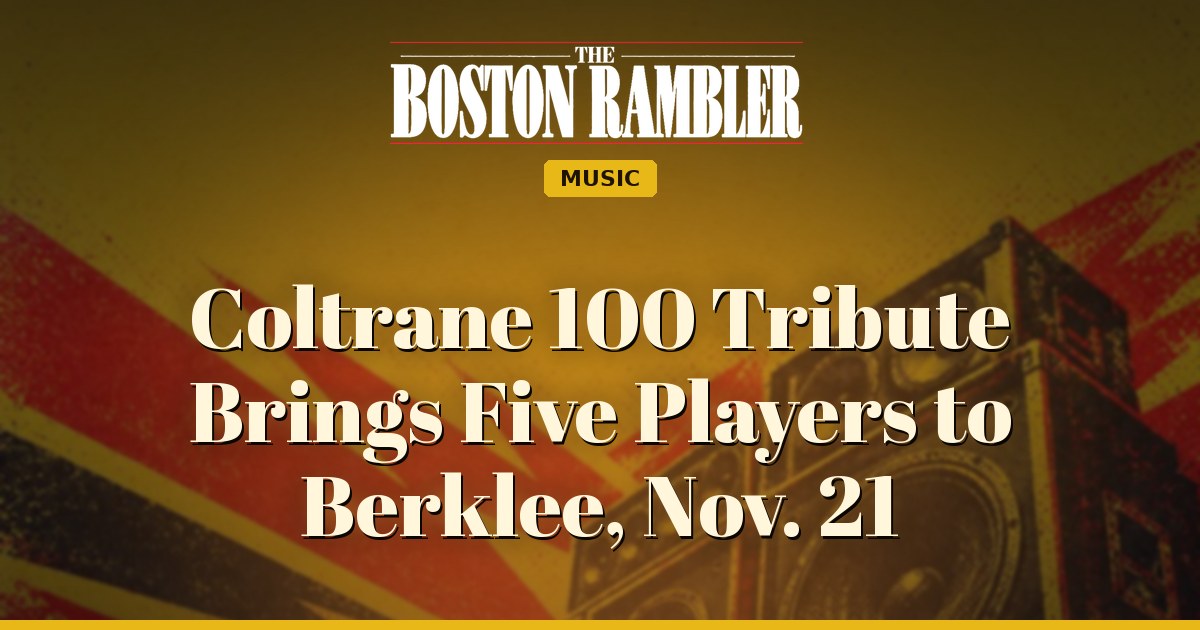 THE
BOSTON RAMBLER
MUSIC
Coltrane 100 Tribute
Brings Five Players to
Berklee, Nov. 21